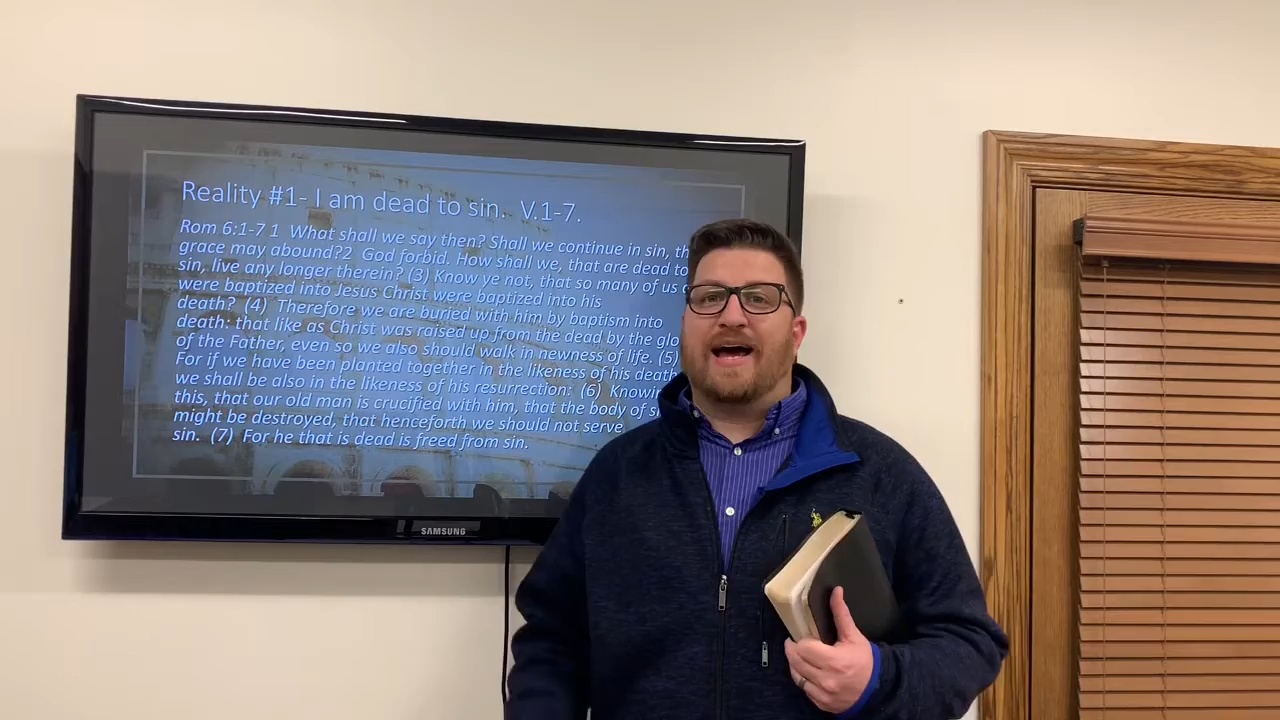 Reality #1- I am dead to sin. V.1-7.
Rom 6:1-7 1 What shall we say then? Shall we continue in sin, th
grace may abound?2 God forbid. How shall we, that are dead to
sin, live any longer therein? (3) Know ye not, that so many of us
were baptized into Jesus Christ were baptized into his
death? (4) Therefore we are buried with him by baptism into
death: that like as Christ was raised up from the dead by the glo
of the Father, even so we also should walk in newness of life. (5)
For if we have been planted together in the likeness of his death
we shall be also in the likeness of his resurrection: (6) Knowi
this, that our old man is crucified with him, that the body of s
might be destroyed, that henceforth we should not serve
sin. (7) For he that is dead is freed from sin.
SAMSUNG